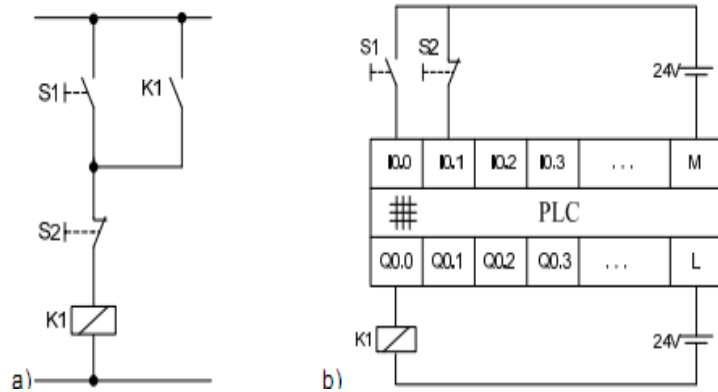 S1
K1
S2
K1
a)
S1
S2
24V
I0.0 I0.1 I0.2 I0.3 ... M
PLC
Q0.0 Q0.1 Q0.2 Q0.3 ... L
K1
24V
b)